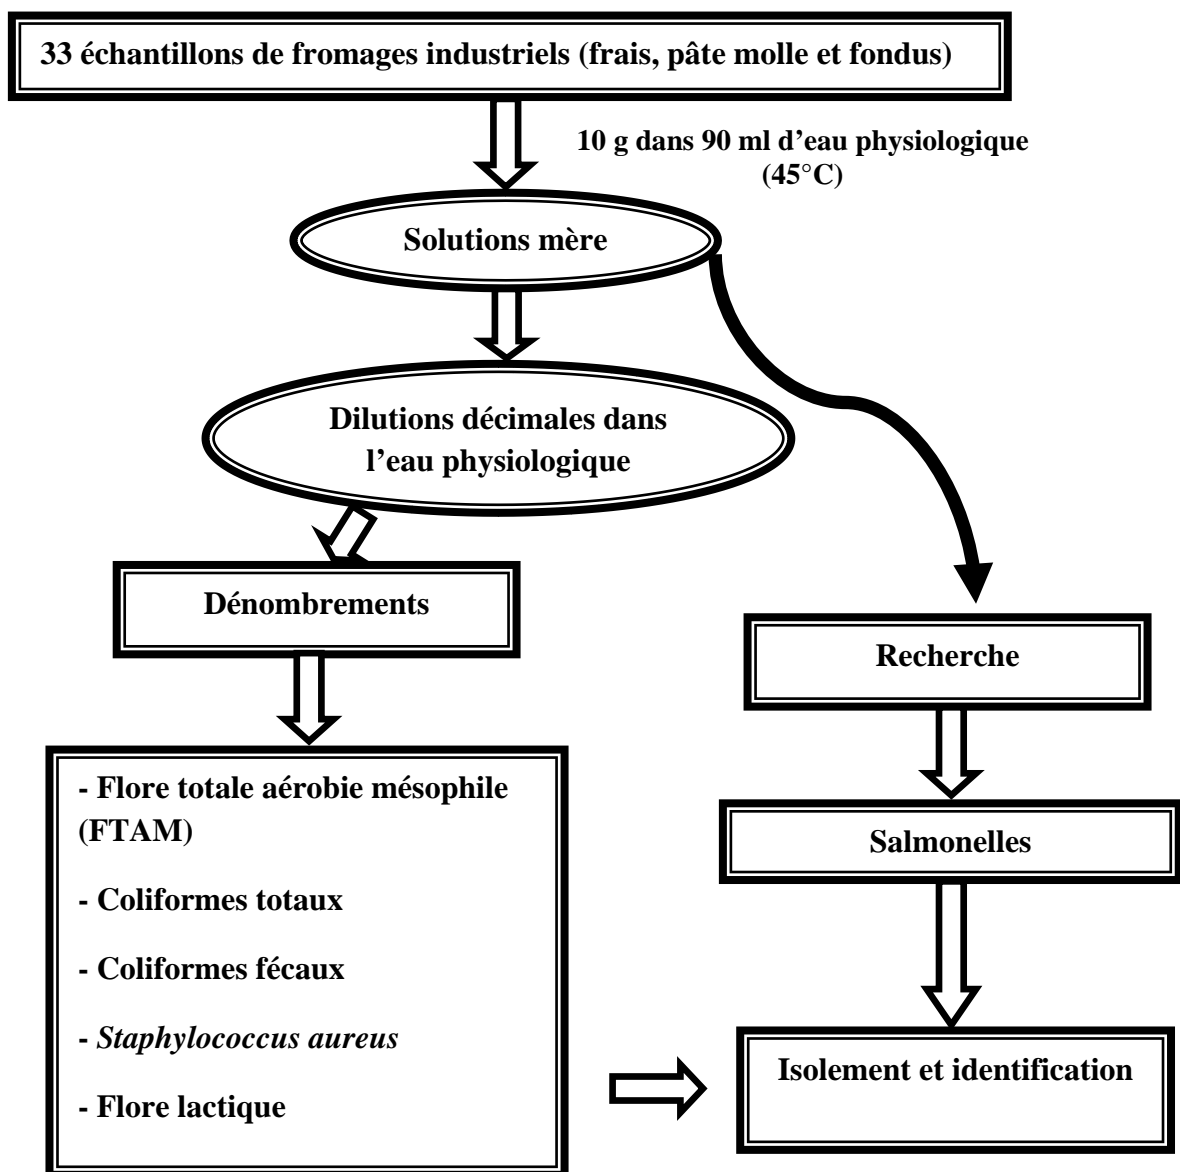 33 échantillons de fromages industriels (frais, pâte molle et fondus)
10 g dans 90 ml d’eau physiologique
(45°C)
Solutions mère
Dilutions décimales dans
l’eau physiologique
Dénombrements
Recherche
- Flore totale aérobie mésophile
(FTAM)
- Coliformes totaux
- Coliformes fécaux
- Staphylococcus aureus
- Flore lactique
Salmonelles
Isolement et identification